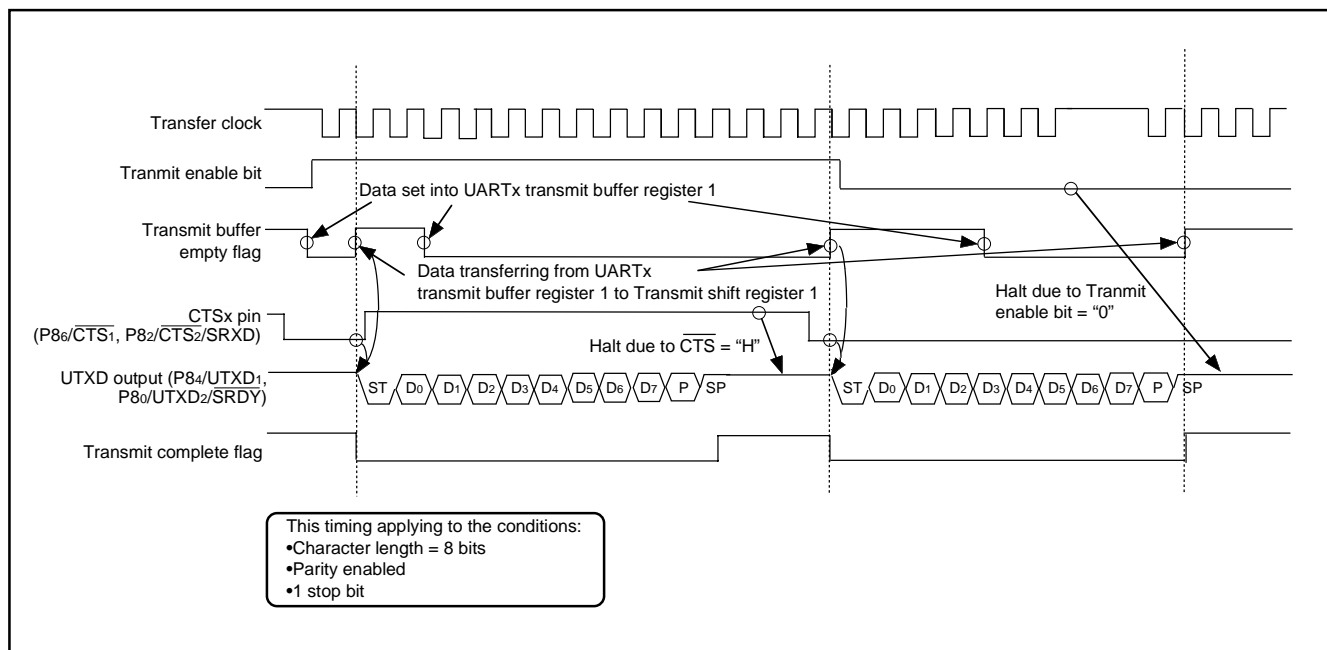 Transfer clock
Tranmit enable bit
Data set into UARTx transmit buffer register 1
Transmit buffer
empty flag
Data transferring from UARTx
transmit buffer register 1 to Transmit shift register 1
Halt due to Tranmit
enable bit = “0”
CTSx pin
(P86/CTS1, P82/CTS2/SRXD)
Halt due to CTS = “H”
UTXD output (P84/UTXD1,
P80/UTXD2/SRDY)
ST D0 D1 D2 D3 D4 D5 D6 D7 P SP
ST D0 D1 D2 D3 D4 D5 D6 D7 P SP
Transmit complete flag
This timing applying to the conditions:
•Character length = 8 bits
•Parity enabled
•1 stop bit